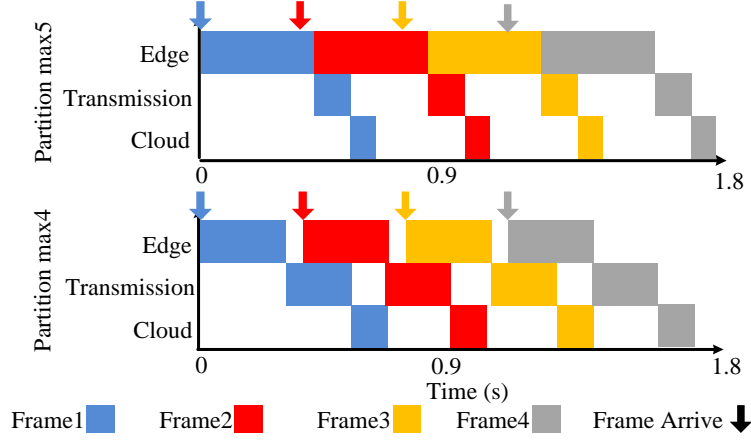 Partition max5
Edge
Transmission
Cloud
0
0.9
1.8
Partition max4
Edge
Transmission
Cloud
0
0.9
1.8
Time (s)
Frame1 Frame2 Frame3 Frame4 Frame Arrive